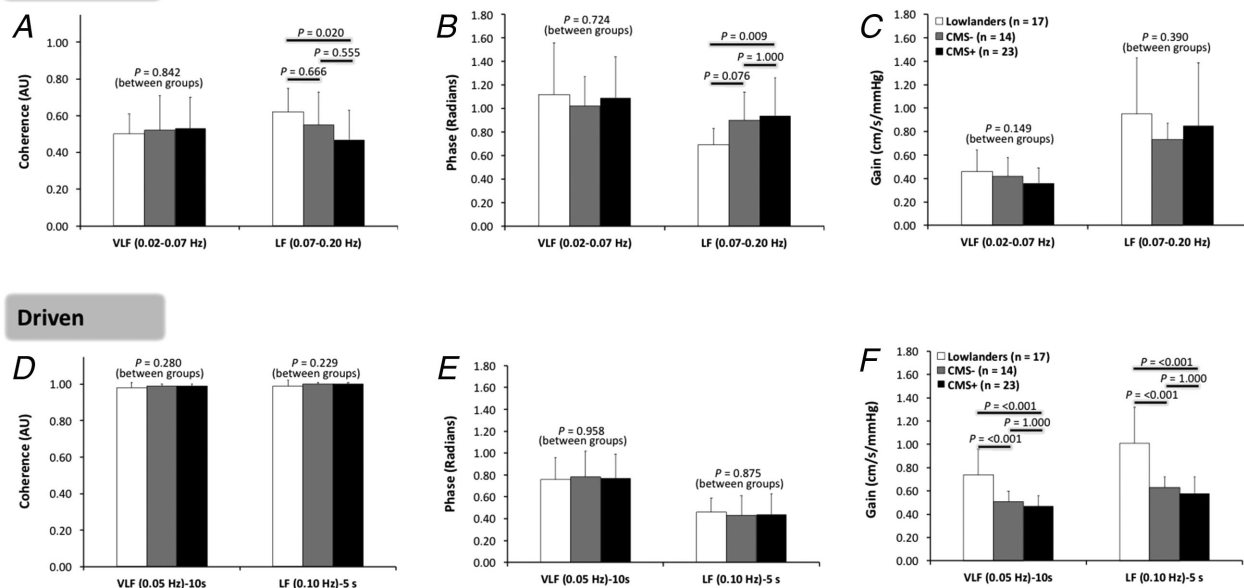 A
Coherence (AU)
1.00
0.80
0.60
0.40
0.20
0.00
P = 0.842
(between groups)
P = 0.020
P = 0.555
P = 0.666
VLF (0.02-0.07 Hz)
LF (0.07-0.20 Hz)
B
Phase (Radians)
1.80
1.60
1.40
1.20
1.00
0.80
0.60
0.40
0.20
0.00
P = 0.724
(between groups)
P = 0.009
P = 1.000
P = 0.076
VLF (0.02-0.07 Hz)
LF (0.07-0.20 Hz)
C
Gain (cm/s/mmHg)
1.80
1.60
1.40
1.20
1.00
0.80
0.60
0.40
0.20
0.00
Lowlanders (n = 17)
CMS- (n = 14)
CMS+ (n = 23)
P = 0.149
(between groups)
P = 0.390
(between groups)
VLF (0.02-0.07 Hz)
LF (0.07-0.20 Hz)
Driven
D
Coherence (AU)
1.00
0.80
0.60
0.40
0.20
0.00
P = 0.280
(between groups)
P = 0.229
(between groups)
VLF (0.05 Hz)-10s
LF (0.10 Hz)-5 s
E
Phase (Radians)
1.80
1.60
1.40
1.20
1.00
0.80
0.60
0.40
0.20
0.00
P = 0.958
(between groups)
P = 0.875
(between groups)
VLF (0.05 Hz)-10s
LF (0.10 Hz)-5 s
F
Gain (cm/s/mmHg)
1.80
1.60
1.40
1.20
1.00
0.80
0.60
0.40
0.20
0.00
Lowlanders (n = 17)
CMS- (n = 14)
CMS+ (n = 23)
P = <0.001
P = 1.000
P = <0.001
P = <0.001
P = 1.000
P = <0.001
VLF (0.05 Hz)-10s
LF (0.10 Hz)-5 s